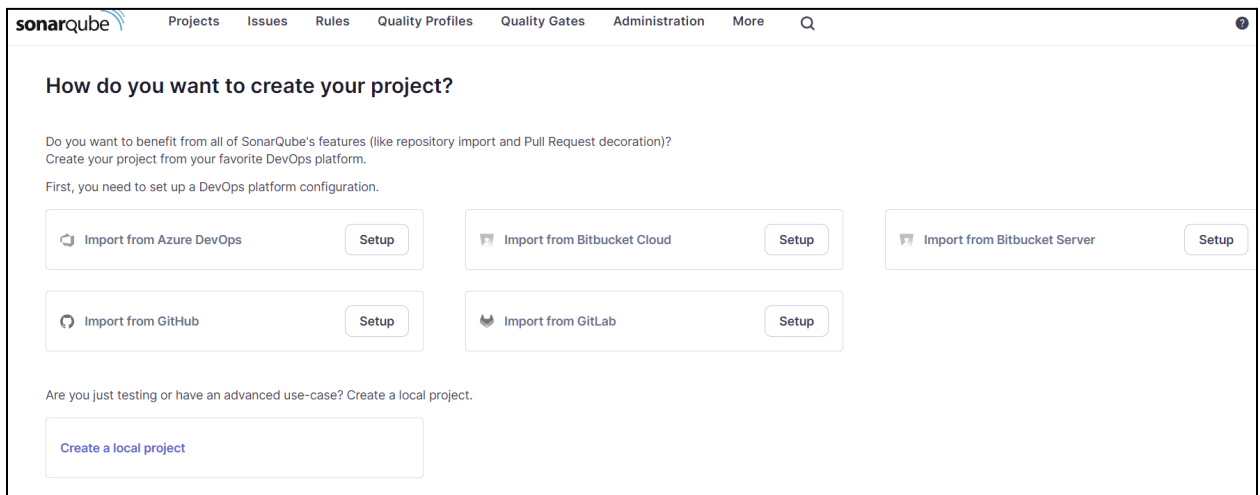 sonarqube Projects Issues Rules Quality Profiles Quality Gates Administration More ?
How do you want to create your project?
Do you want to benefit from all of SonarQube's features (like repository import and Pull Request decoration)?
Create your project from your favorite DevOps platform.
First, you need to set up a DevOps platform configuration.
Import from Azure DevOps Setup Import from Bitbucket Cloud Setup Import from Bitbucket Server Setup
Import from GitHub Setup Import from GitLab Setup
Are you just testing or have an advanced use-case? Create a local project.
Create a local project